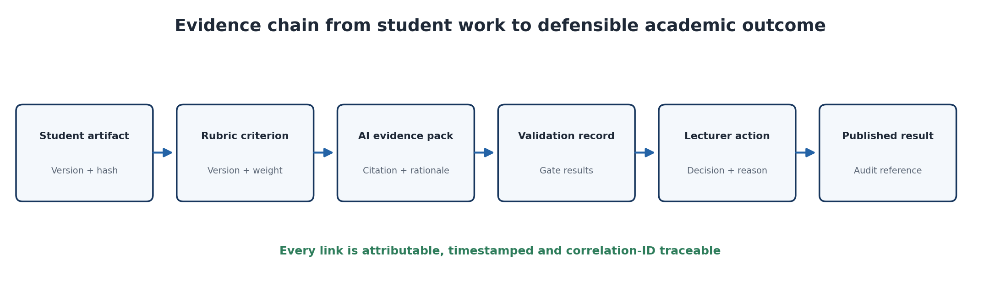 Evidence chain from student work to defensible academic outcome
Student artifact
Version + hash
Rubric criterion
Version + weight
AI evidence pack
Citation + rationale
Validation record
Gate results
Lecturer action
Decision + reason
Published result
Audit reference
Every link is attributable, timestamped and correlation-ID traceable